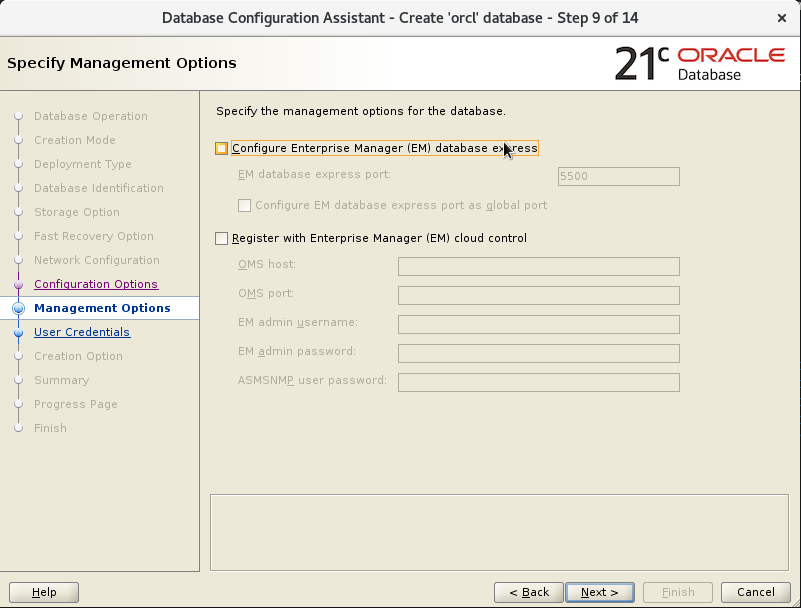 Database Configuration Assistant - Create 'orcl' database - Step 9 of 14
Specify Management Options
21c ORACLE
Database
Database Operation
Creation Mode
Deployment Type
Database Identification
Storage Option
Fast Recovery Option
Network Configuration
Configuration Options
Management Options
User Credentials
Creation Option
Summary
Progress Page
Finish
Specify the management options for the database.
Configure Enterprise Manager (EM) database express
EM database express port: 5500
Configure EM database express port as global port
Register with Enterprise Manager (EM) cloud control
OMS host:
OMS port:
EM admin username:
EM admin password:
ASMSNMP user password:
Help
< Back Next > Finish Cancel